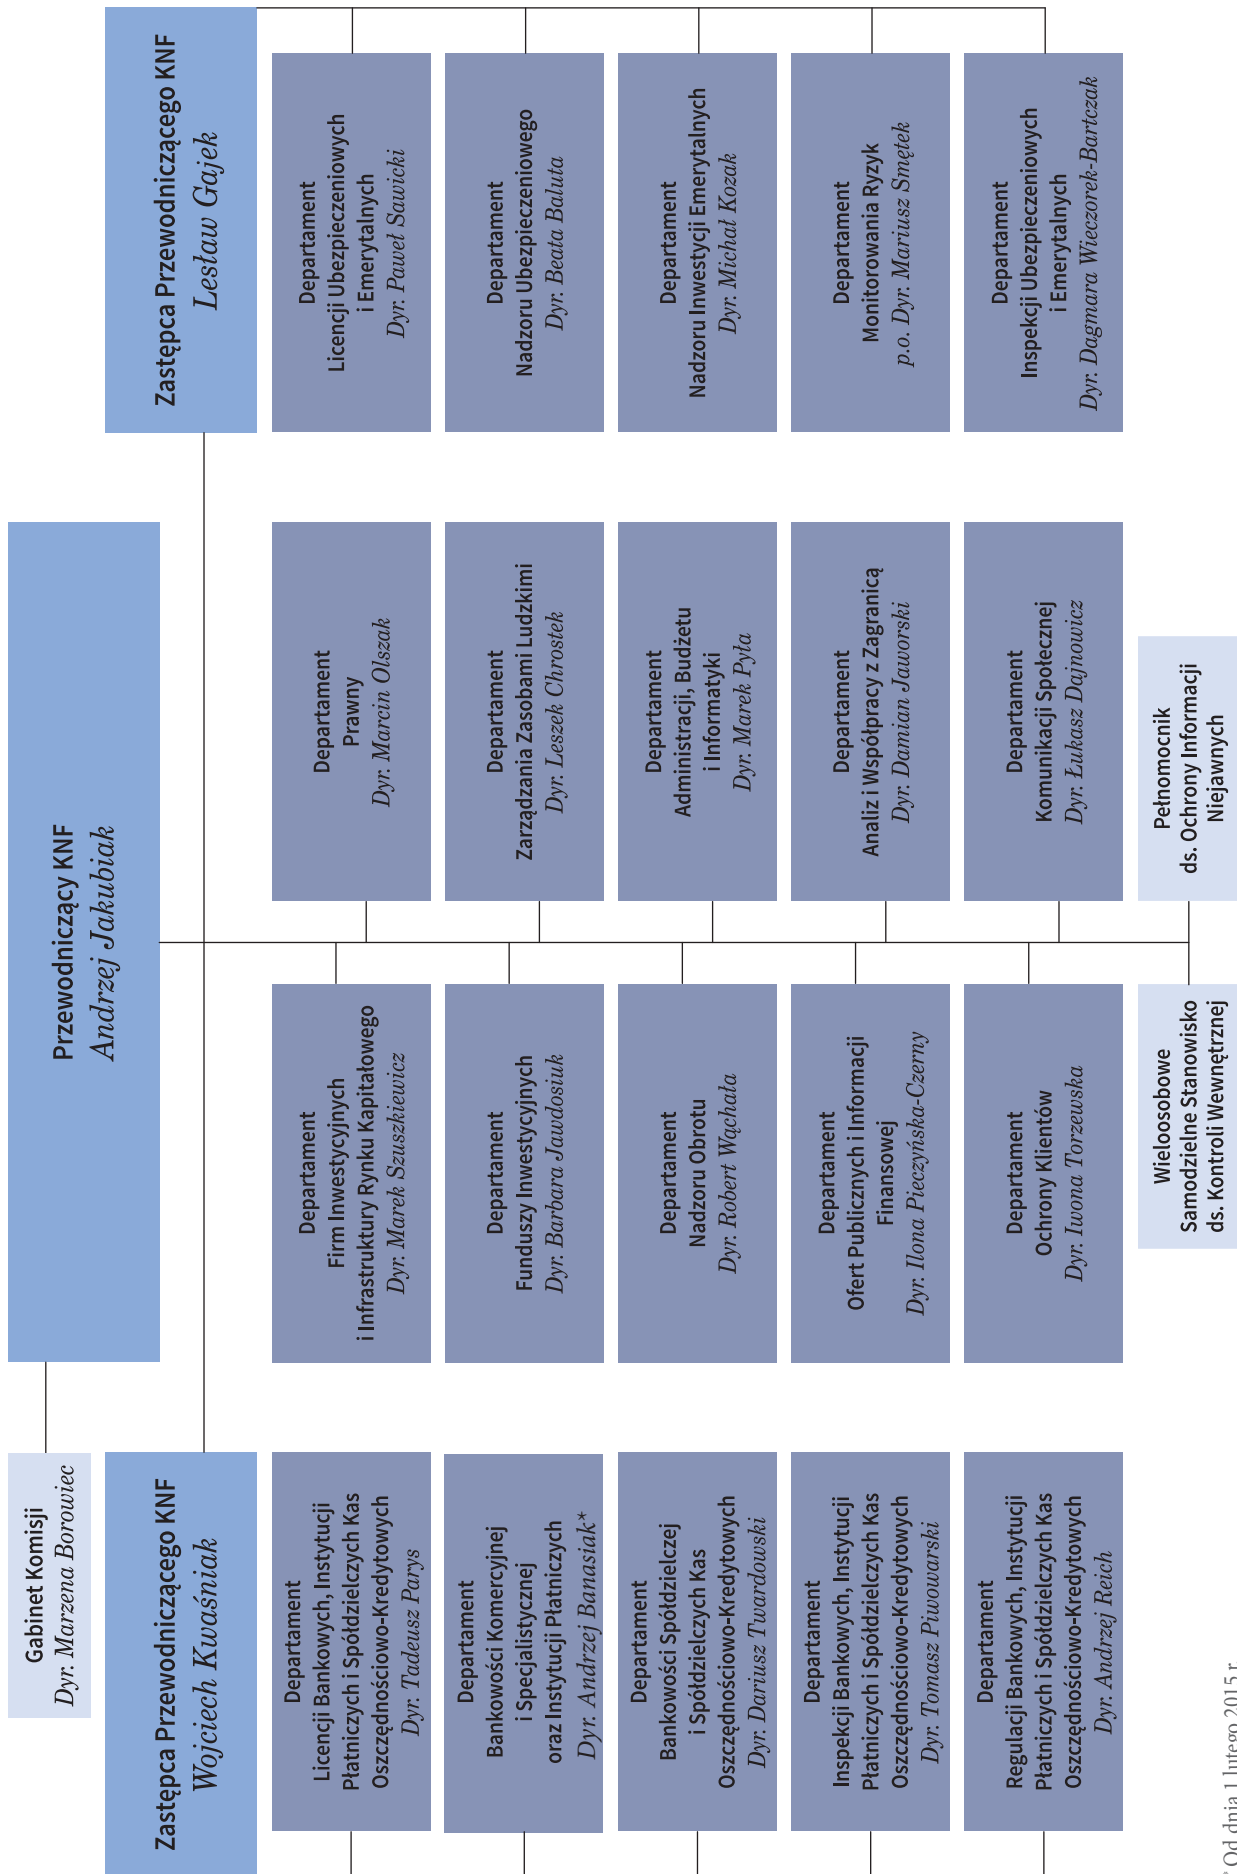 Gabinet Komisji
Dyr. Marzena Borowiec
Przewodniczący KNF
Andrzej Jakubiak
Zastępca Przewodniczącego KNF
Wojciech Kwaśniak
Zastępca Przewodniczącego KNF
Lesław Gajek
Departament
Licencji Bankowych, Instytucji
Płatniczych i Spółdzielczych Kas
Oszczędnościowo-Kredytowych
Dyr. Tadeusz Parys
Departament
Firm Inwestycyjnych
i Infrastruktury Rynku Kapitałowego
Dyr. Marek Szuszkiewicz
Departament
Prawny
Dyr. Marcin Olszak
Departament
Licencji Ubezpieczeniowych
i Emerytalnych
Dyr. Paweł Sawicki
Departament
Bankowości Komercyjnej
i Specjalistycznej
oraz Instytucji Płatniczych
Dyr. Andrzej Banasiak*
Departament
Funduszy Inwestycyjnych
Dyr. Barbara Jawdosiuk
Departament
Zarządzania Zasobami Ludzkimi
Dyr. Leszek Chrostek
Departament
Nadzoru Ubezpieczeniowego
Dyr. Beata Baluta
Departament
Bankowości Spółdzielczej
i Spółdzielczych Kas
Oszczędnościowo-Kredytowych
Dyr. Dariusz Twardowski
Departament
Nadzoru Obrotu
Dyr. Robert Wąchała
Departament
Administracji, Budżetu
i Informatyki
Dyr. Marek Pyła
Departament
Nadzoru Inwestycji Emerytalnych
Dyr. Michał Kozak
Departament
Inspekcji Bankowych, Instytucji
Płatniczych i Spółdzielczych Kas
Oszczędnościowo-Kredytowych
Dyr. Tomasz Piwowarski
Departament
Ofert Publicznych i Informacji
Finansowej
Dyr. Ilona Pieczyńska-Czerny
Departament
Analiz i Współpracy z Zagranicą
Dyr. Damian Jaworski
Departament
Monitorowania Ryzyk
p.o. Dyr. Mariusz Smętek
Departament
Regulacji Bankowych, Instytucji
Płatniczych i Spółdzielczych Kas
Oszczędnościowo-Kredytowych
Dyr. Andrzej Reich
Departament
Ochrony Klientów
Dyr. Iwona Torzewska
Departament
Komunikacji Społecznej
Dyr. Łukasz Dajnowicz
Departament
Inspekcji Ubezpieczeniowych
i Emerytalnych
Dyr. Dagmara Wieczorek-Bartczak
Wieloosobowe
Samodzielne Stanowisko
ds. Kontroli Wewnętrznej
Pełnomocnik
ds. Ochrony Informacji
Niejawnych
* Od dnia 1 lutego 2015 r.